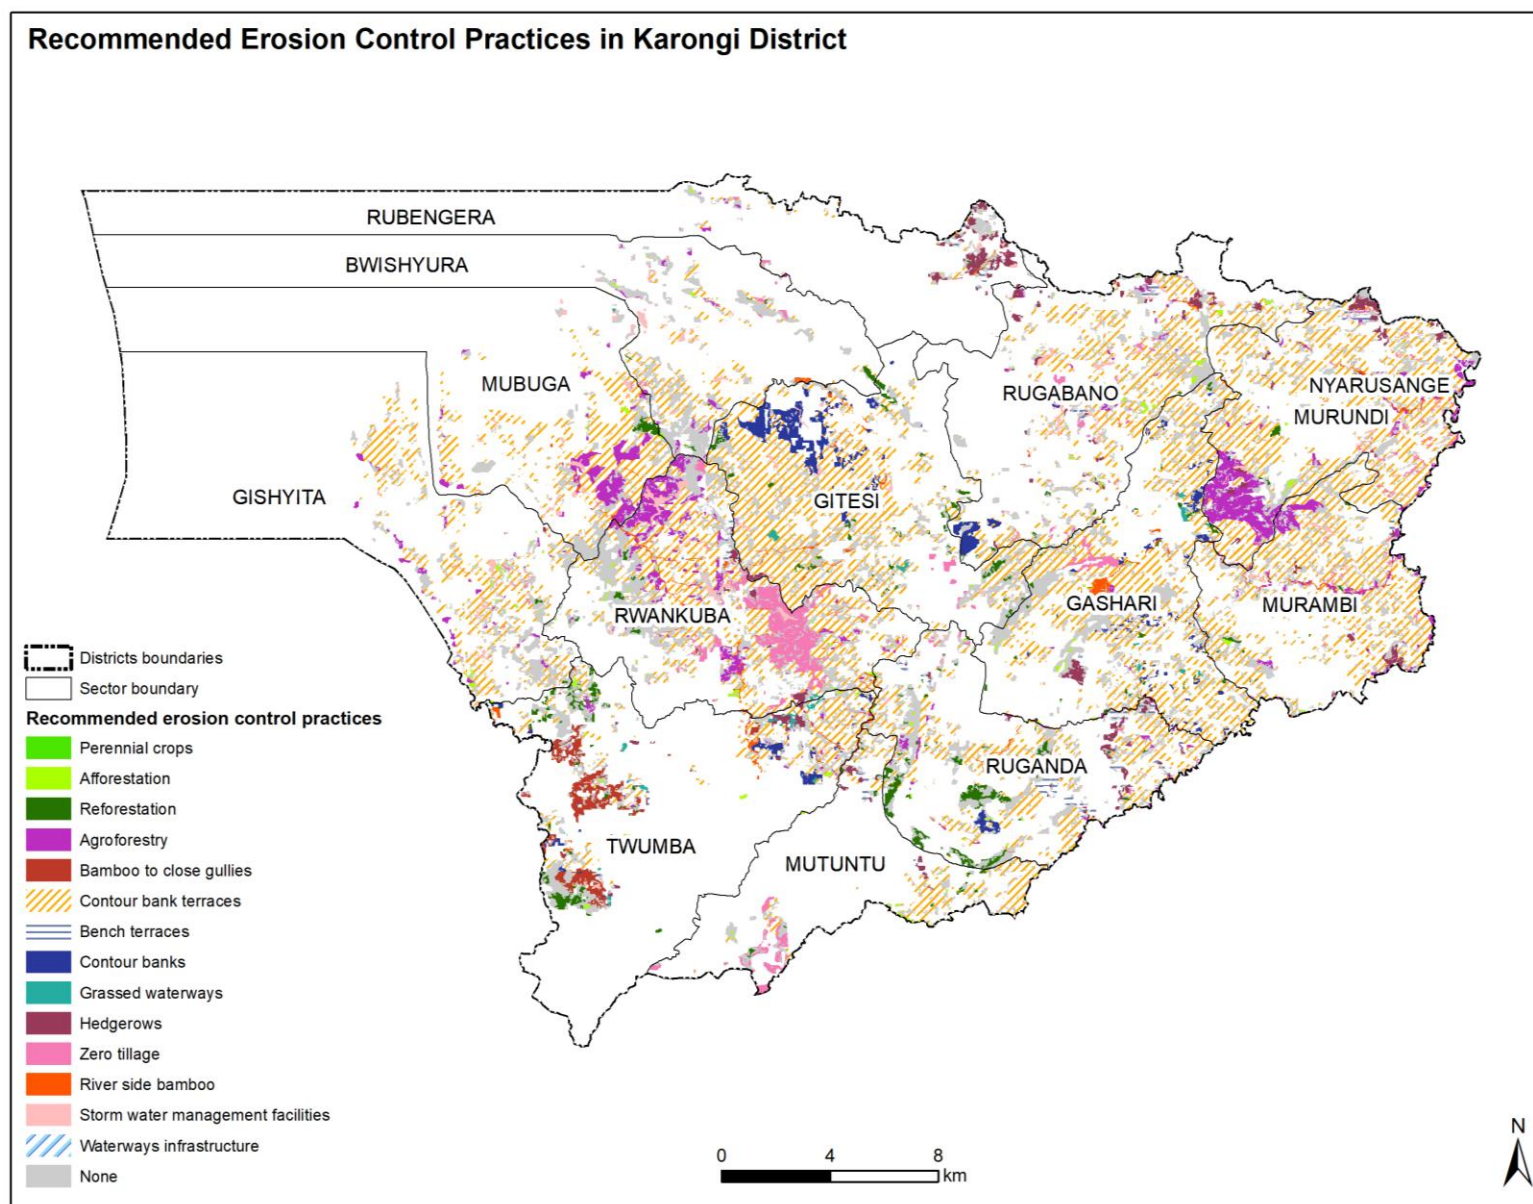 Recommended Erosion Control Practices in Karongi District
RUBENGERA
BWISHYURA
MUBUGA
RUGABANO
NYARUSANGE
MURUNDI
GISHYITA
GITESI
RWANKUBA
GASHARI
MURAMBI
RUGANDA
TWUMBA
MUTUNTU
Districts boundaries
Sector boundary
Recommended erosion control practices
Perennial crops
Afforestation
Reforestation
Agroforestry
Bamboo to close gullies
Contour bank terraces
Bench terraces
Contour banks
Grassed waterways
Hedgerows
Zero tillage
River side bamboo
Storm water management facilities
Waterways infrastructure
None
0 4 8
km
N